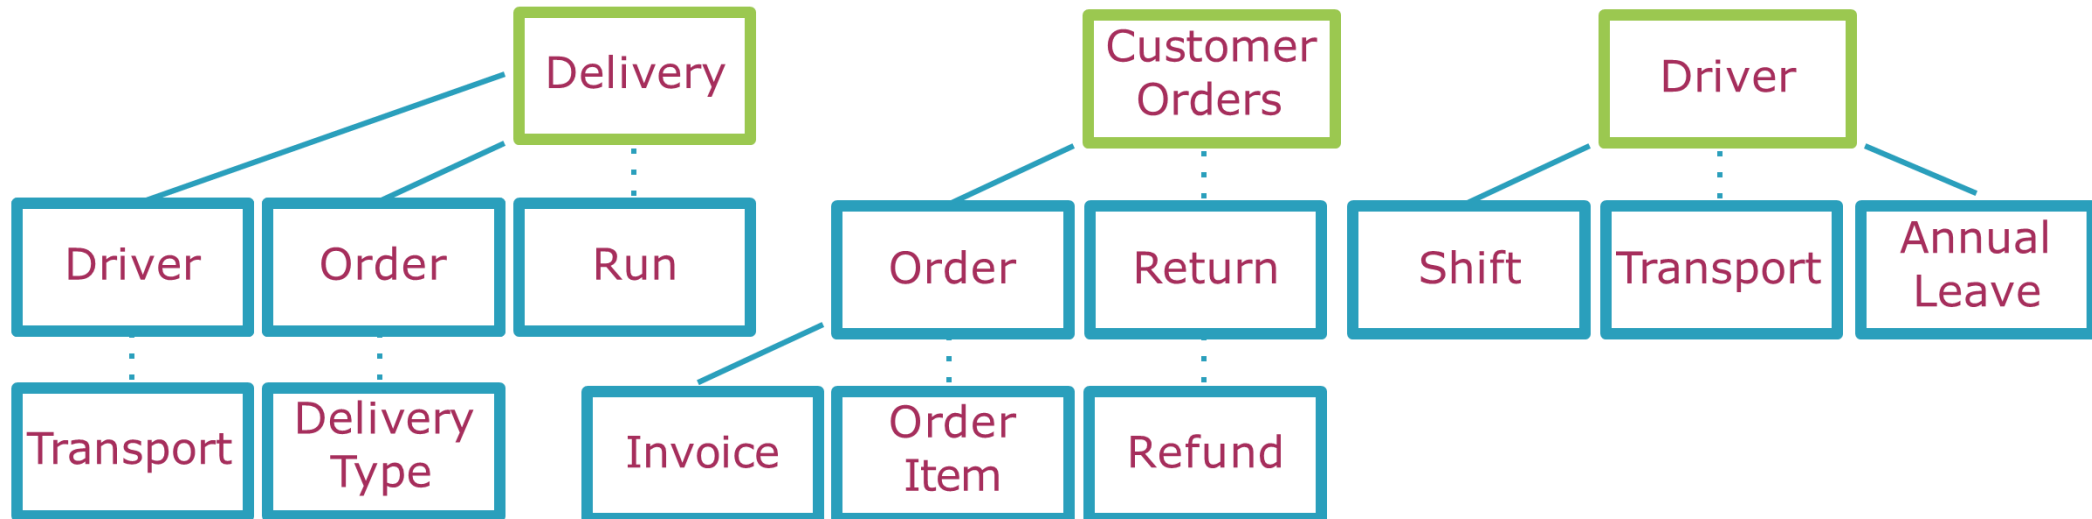 Delivery
Customer
Orders
Driver
Driver
Order
Run
Order
Return
Shift
Transport
Annual
Leave
Transport
Delivery
Type
Invoice
Order
Item
Refund